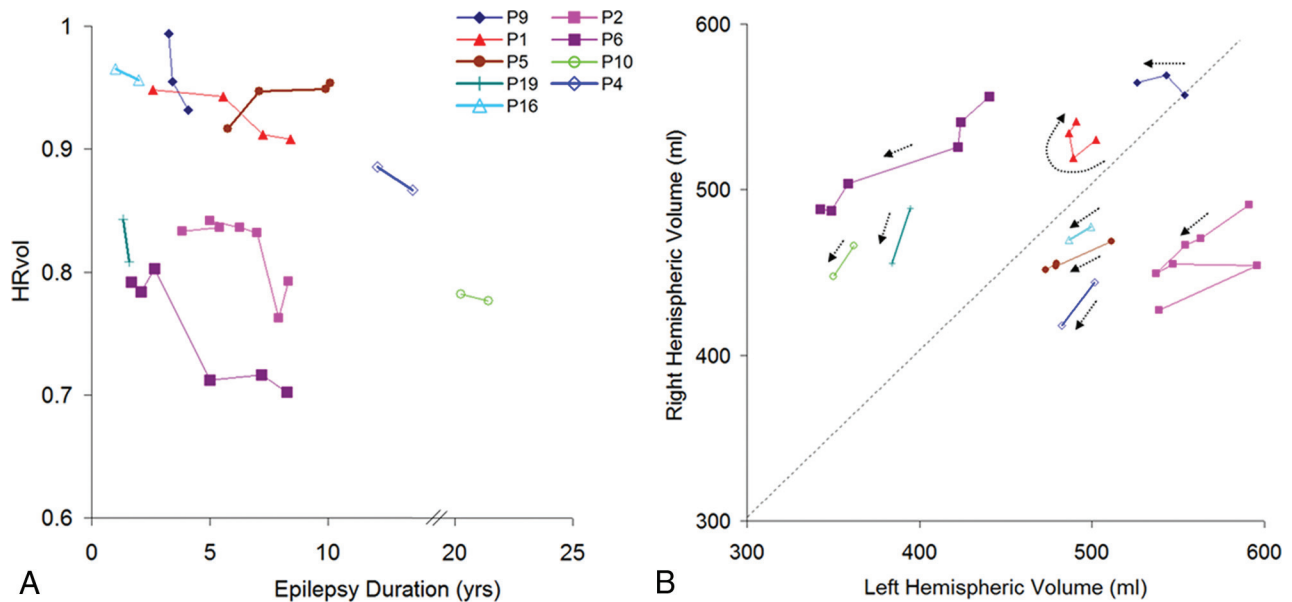 P9 P2
P1 P6
P5 P10
P19 P4
P16
1
0.9
0.8
0.7
0.6
HRvol
0 5 10 20 25
Epilepsy Duration (yrs)
A
600
500
400
300
Right Hemispheric Volume (ml)
300 400 500 600
Left Hemispheric Volume (ml)
B